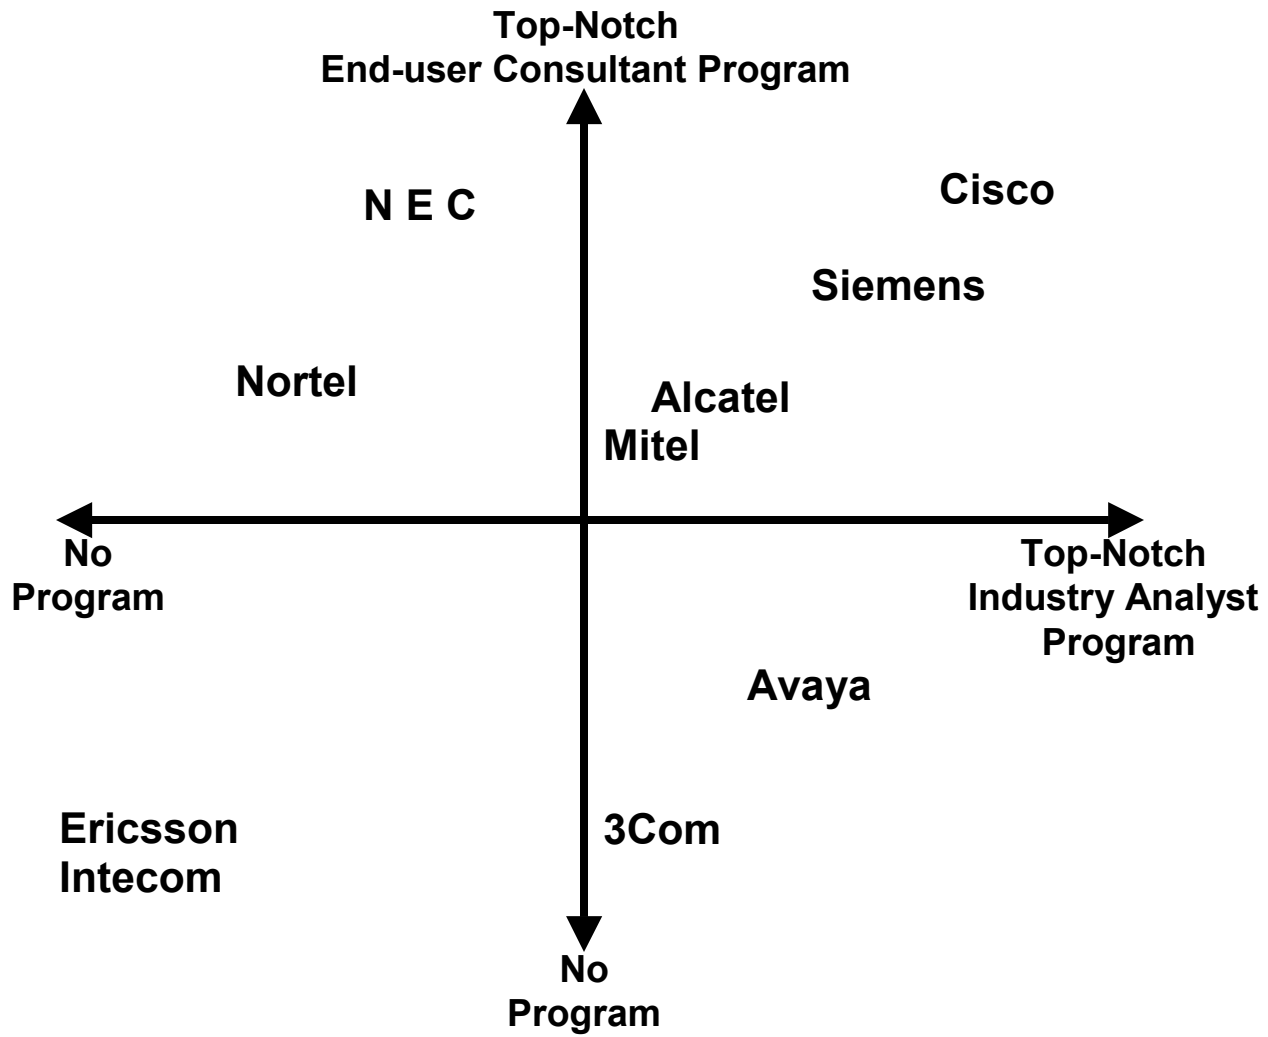 Top-Notch
End-user Consultant Program
Cisco
N E C
Siemens
Nortel
Alcatel
Mitel
No
Program
Top-Notch
Industry Analyst
Program
Avaya
Ericsson
Intecom
3Com
No
Program